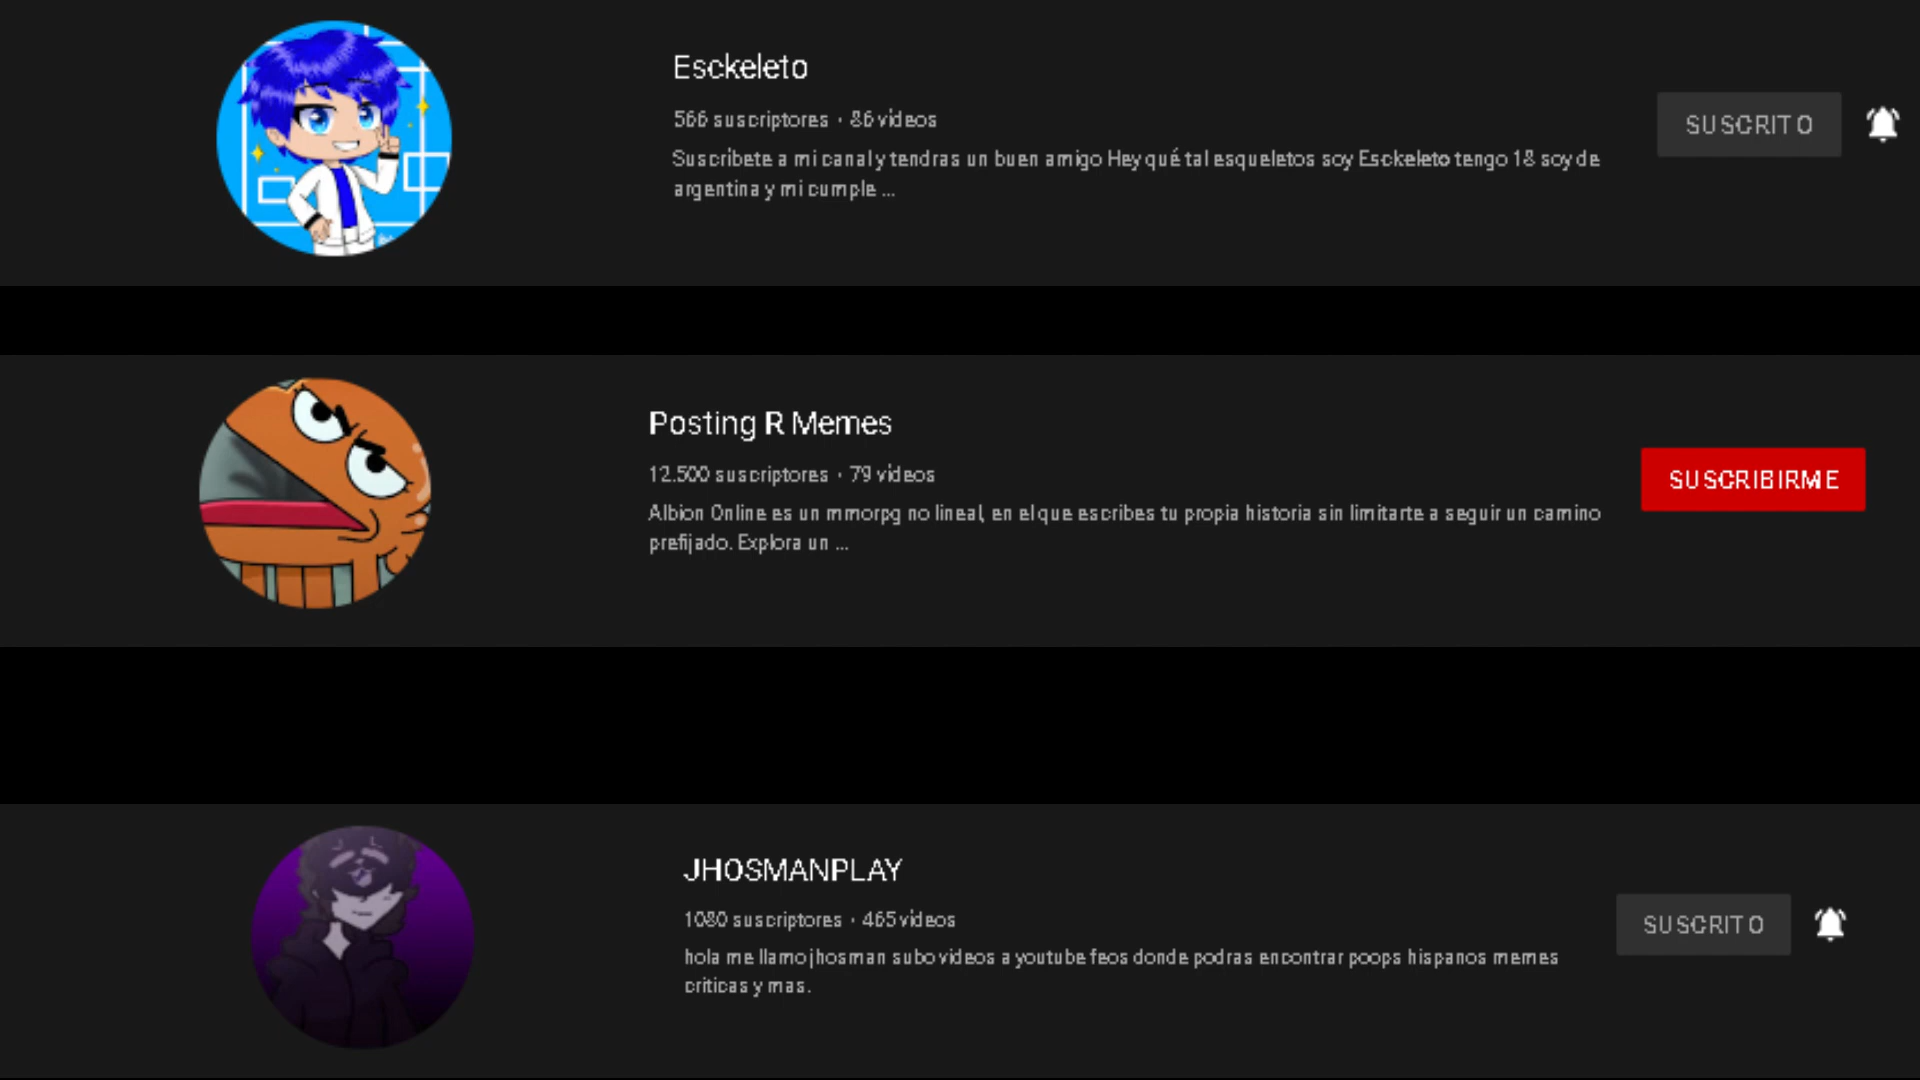 Esckeleto
566 suscriptores · 86 videos
Suscribete a mi canal y tendras un buen amigo Hey qué tal esqueletos soy Esckeleto tengo 18 soy de
argentina y mi cumple ...
SUSCRITO
Posting R Memes
12.500 suscriptores · 79 videos
Albion Online es un mmorpg no lineal, en el que escribes tu propia historia sin limitarte a seguir un camino
prefijado. Explora un ...
SUSCRIBIRME
JHOSMANPLAY
1080 suscriptores · 465 videos
hola me llamo jhosman subo videos a youtube feos donde podras encontrar poops hispanos memes
criticas y mas.
SUSCRITO